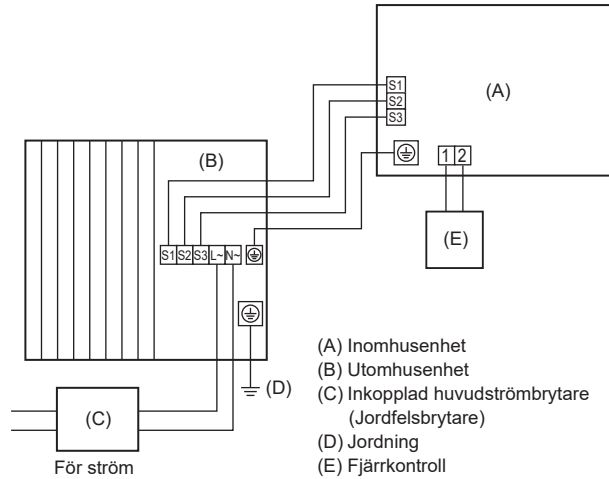 S1
S2
S3
(A)
(B)
1 2
(E)
S1 S2 S3 L~ N~
(D)
(C)
För ström
(A) Inomhusenhet
(B) Utomhusenhet
(C) Inkopplad huvudströmbrytare
(Jordfelsbrytare)
(D) Jordning
(E) Fjärrkontroll